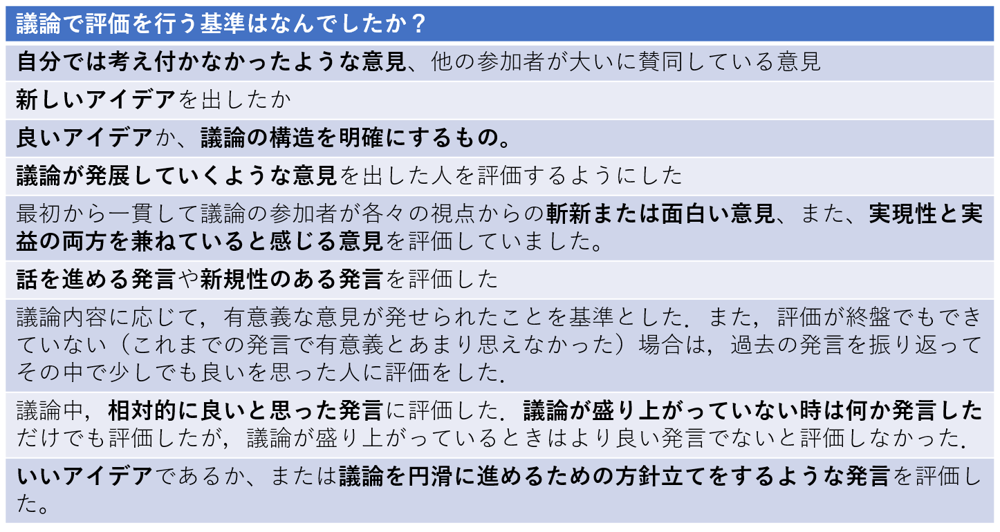 議論で評価を行う基準はなんでしたか？
自分では考え付かなかったような意見、他の参加者が大いに賛同している意見
新しいアイデアを出したか
良いアイデアか、議論の構造を明確にするもの。
議論が発展していくような意見を出した人を評価するようにした
最初から一貫して議論の参加者が各々の視点からの斬新または面白い意見、また、実現性と実
益の両方を兼ねていると感じる意見を評価していました。
話を進める発言や新規性のある発言を評価した
議論内容に応じて，有意義な意見が発せられたことを基準とした．また，評価が終盤でもでき
ていない（これまでの発言で有意義とあまり思えなかった）場合は，過去の発言を振り返って
その中で少しでも良いを思った人に評価をした．
議論中，相対的に良いと思った発言に評価した．議論が盛り上がっていない時は何か発言した
だけでも評価したが，議論が盛り上がっているときはより良い発言でないと評価しなかった．
いいアイデアであるか、または議論を円滑に進めるための方針立てをするような発言を評価し
た。